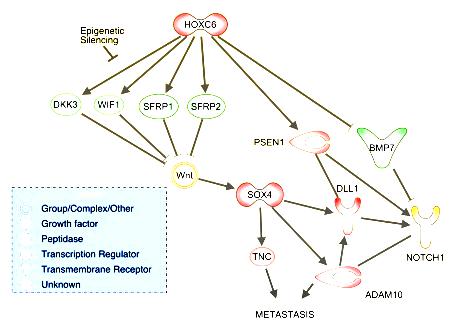 HOXC6
Epigenetic
Silencing
DKK3
WIF1
SFRP1
SFRP2
PSEN1
BMP7
Wnt
SOX4
DLL1
NOTCH1
TNC
ADAM10
METASTASIS
Group/Complex/Other
Growth factor
Peptidase
Transcription Regulator
Transmembrane Receptor
Unknown